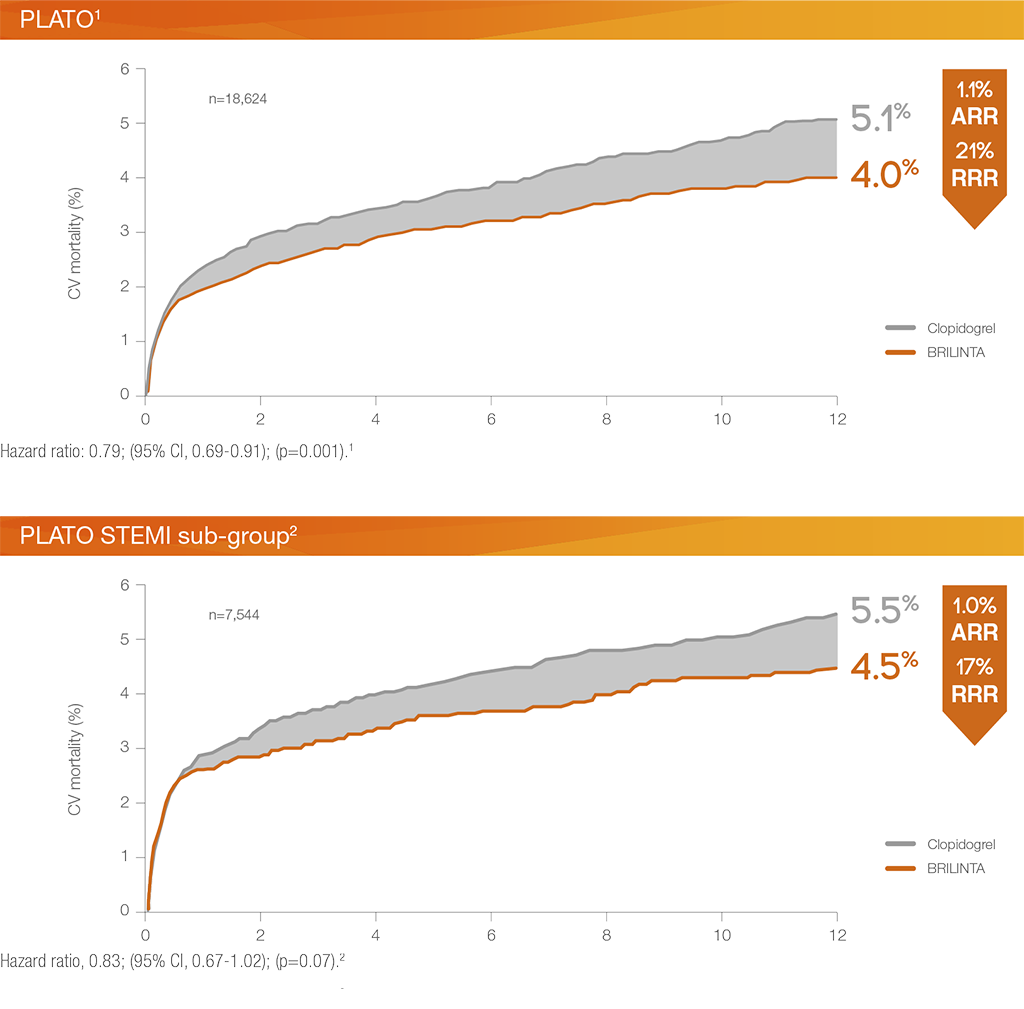 PLATO¹
6
n=18,624
5
4
3
2
1
0
CV mortality (%)
0 2 4 6 8 10 12
5.1%
4.0%
1.1%
ARR
21%
RRR
Clopidogrel
BRILINTA
Hazard ratio: 0.79; (95% CI, 0.69-0.91); (p=0.001).¹
PLATO STEMI sub-group²
6
n=7,544
5
4
3
2
1
0
CV mortality (%)
0 2 4 6 8 10 12
5.5%
4.5%
1.0%
ARR
17%
RRR
Clopidogrel
BRILINTA
Hazard ratio, 0.83; (95% CI, 0.67-1.02); (p=0.07).²